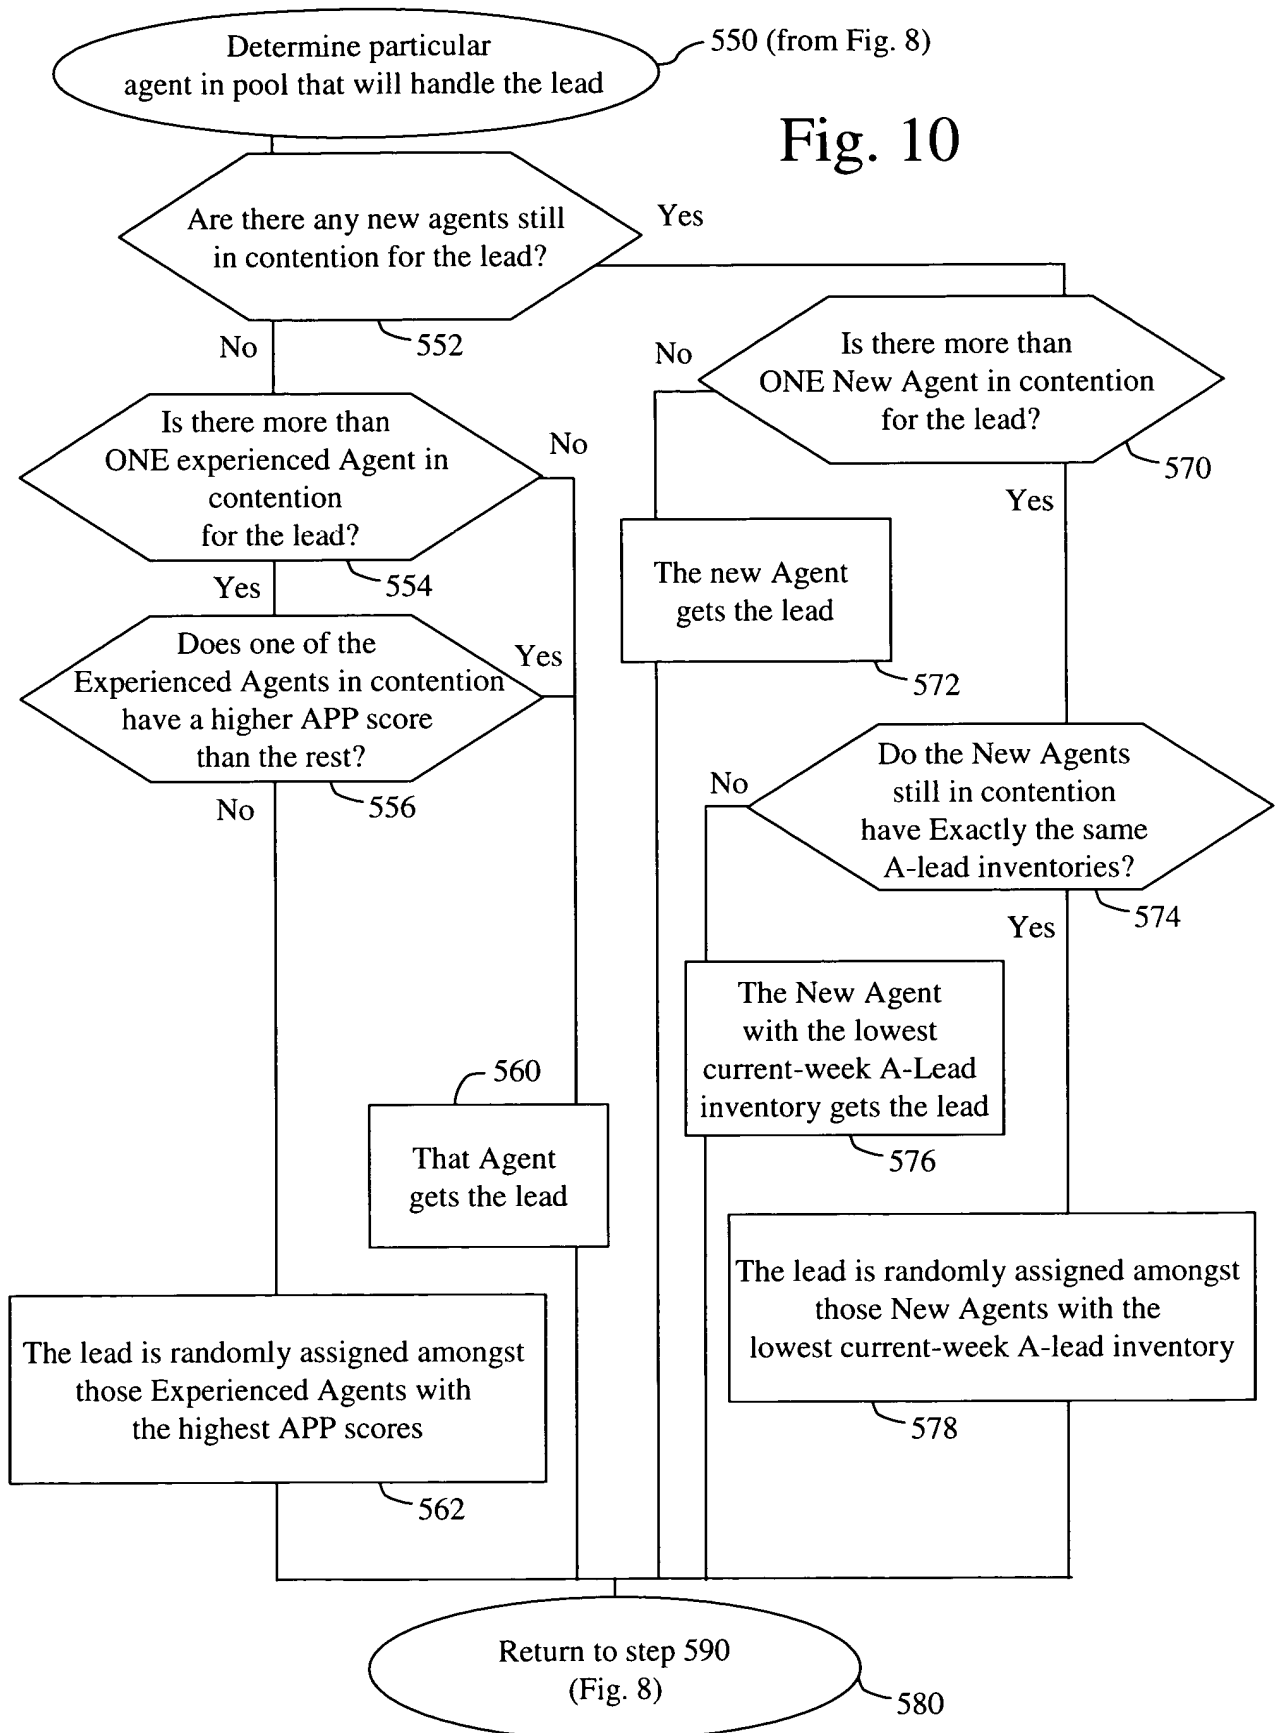 Determine particular
agent in pool that will handle the lead
550 (from Fig. 8)
Fig. 10
Are there any new agents still
in contention for the lead?
Yes
552
No
Is there more than
ONE New Agent in contention
for the lead?
No
570
Yes
Is there more than
ONE experienced Agent in
contention
for the lead?
No
554
Yes
The new Agent
gets the lead
572
Does one of the
Experienced Agents in contention
have a higher APP score
than the rest?
Yes
556
No
Do the New Agents
still in contention
have Exactly the same
A-lead inventories?
No
574
Yes
The New Agent
with the lowest
current-week A-Lead
inventory gets the lead
576
560
That Agent
gets the lead
The lead is randomly assigned amongst
those New Agents with the
lowest current-week A-lead inventory
578
The lead is randomly assigned amongst
those Experienced Agents with
the highest APP scores
562
Return to step 590
(Fig. 8)
580